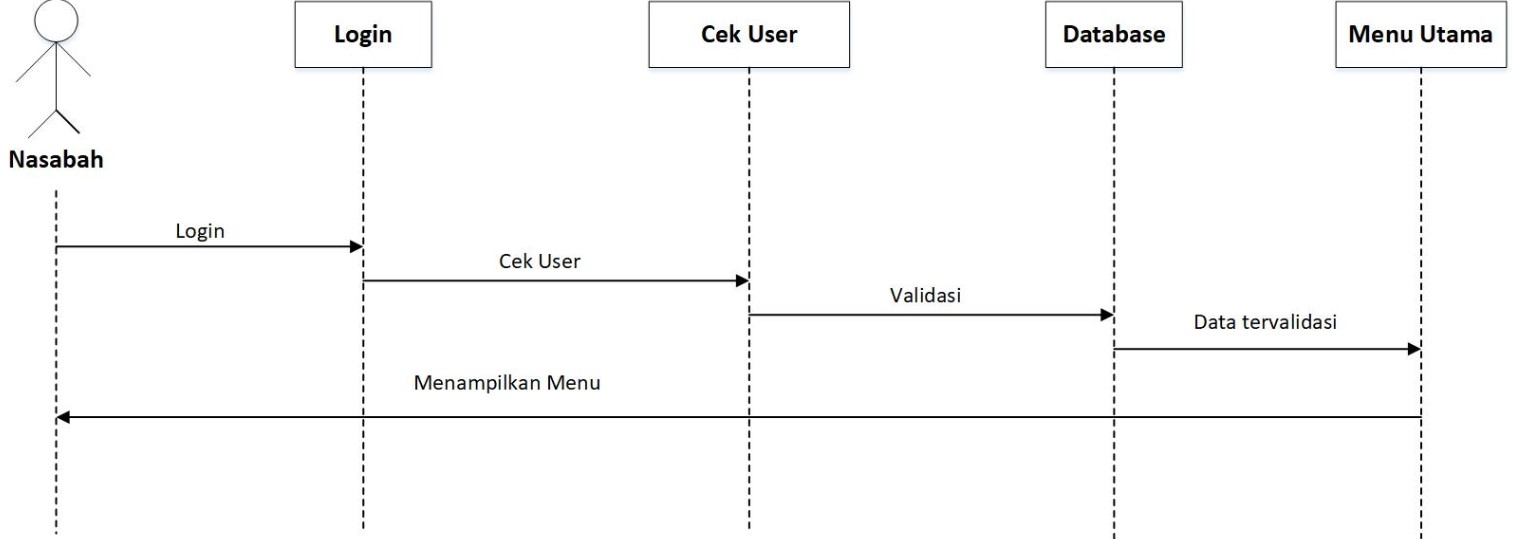 Login
Cek User
Database
Menu Utama
Nasabah
Login
Cek User
Validasi
Data tervalidasi
Menampilkan Menu